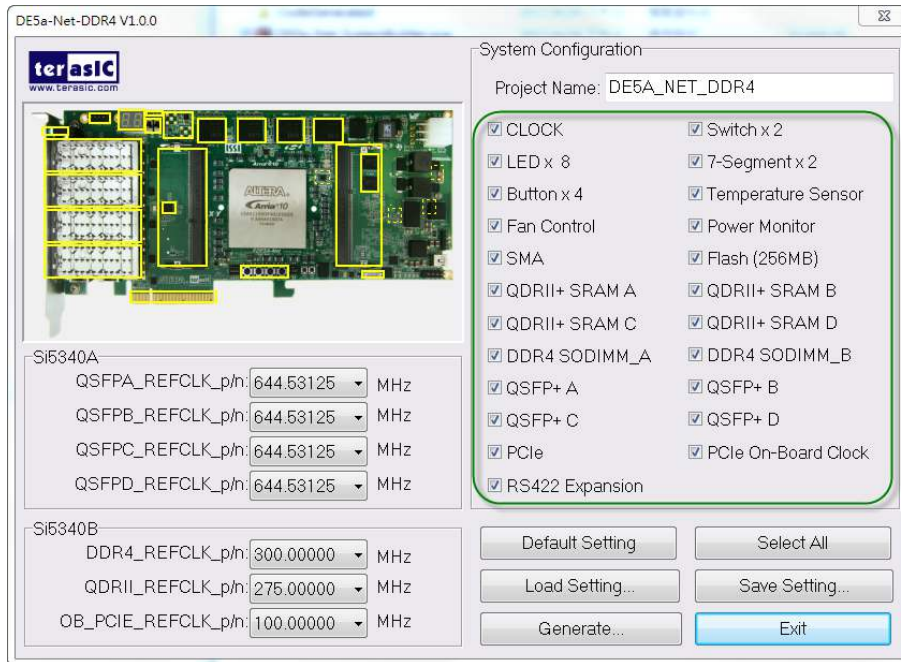 DE5a-Net-DDR4 V1.0.0
terasic
www.terasic.com
ISSI
ALTERA
Arria 10
System Configuration
Project Name: DE5A_NET_DDR4
CLOCK
Switch x 2
LED x 8
7-Segment x 2
Button x 4
Temperature Sensor
Fan Control
Power Monitor
SMA
Flash (256MB)
QDRII+ SRAM A
QDRII+ SRAM B
QDRII+ SRAM C
QDRII+ SRAM D
DDR4 SODIMM_A
DDR4 SODIMM_B
QSFP+ A
QSFP+ B
QSFP+ C
QSFP+ D
PCIe
PCIe On-Board Clock
RS422 Expansion
Si5340A
QSFPA_REFCLK_p/n: 644.53125 MHz
QSFPB_REFCLK_p/n: 644.53125 MHz
QSFPC_REFCLK_p/n: 644.53125 MHz
QSFPD_REFCLK_p/n: 644.53125 MHz
Si5340B
DDR4_REFCLK_p/n: 300.00000 MHz
QDRII_REFCLK_p/n: 275.00000 MHz
OB_PCIE_REFCLK_p/n: 100.00000 MHz
Default Setting
Select All
Load Setting...
Save Setting...
Generate...
Exit